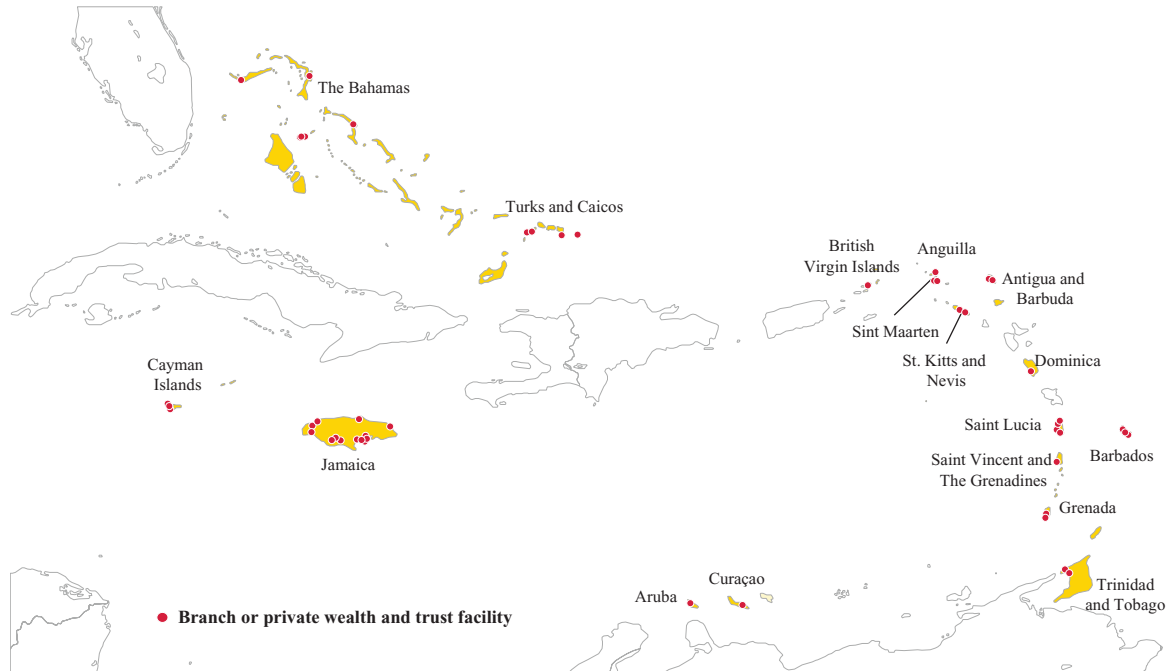 The Bahamas
Turks and Caicos
British
Virgin Islands
Anguilla
Antigua and
Barbuda
Sint Maarten
St. Kitts and
Nevis
Cayman
Islands
Dominica
Jamaica
Saint Lucia
Barbados
Saint Vincent and
The Grenadines
Grenada
Curaçao
Aruba
Trinidad
and Tobago
Branch or private wealth and trust facility